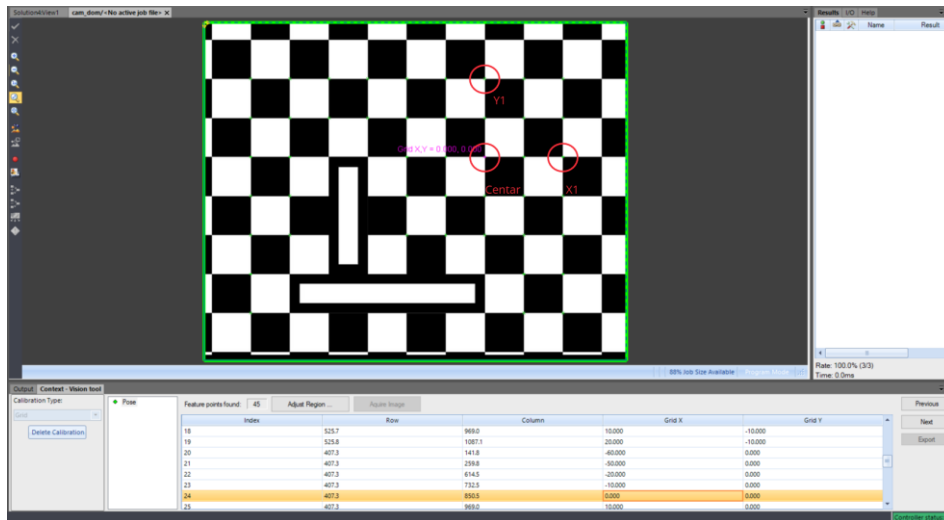 Solution4View1 cam_dom/<No active job file> X
Results I/O Help
Name Result
Y1
Grid X,Y = 0.000, 0.000
Centar X1
88% Job Size Available Program Mode
Rate: 100.0% (3/3)
Time: 0.0ms
Output Context - Vision tool
Calibration Type:
Grid
Delete Calibration
Pose
Feature points found: 45 Adjust Region ... Aquire Image
Previous
Next
Export
Index Row Column Grid X Grid Y
18 525.7 969.0 10.000 -10.000
19 525.8 1087.1 20.000 -10.000
20 407.3 141.8 -60.000 0.000
21 407.3 259.8 -50.000 0.000
22 407.3 614.5 -20.000 0.000
23 407.3 732.5 -10.000 0.000
24 407.3 850.5 0.000 0.000
25 407.3 969.0 10.000 0.000
Controller status